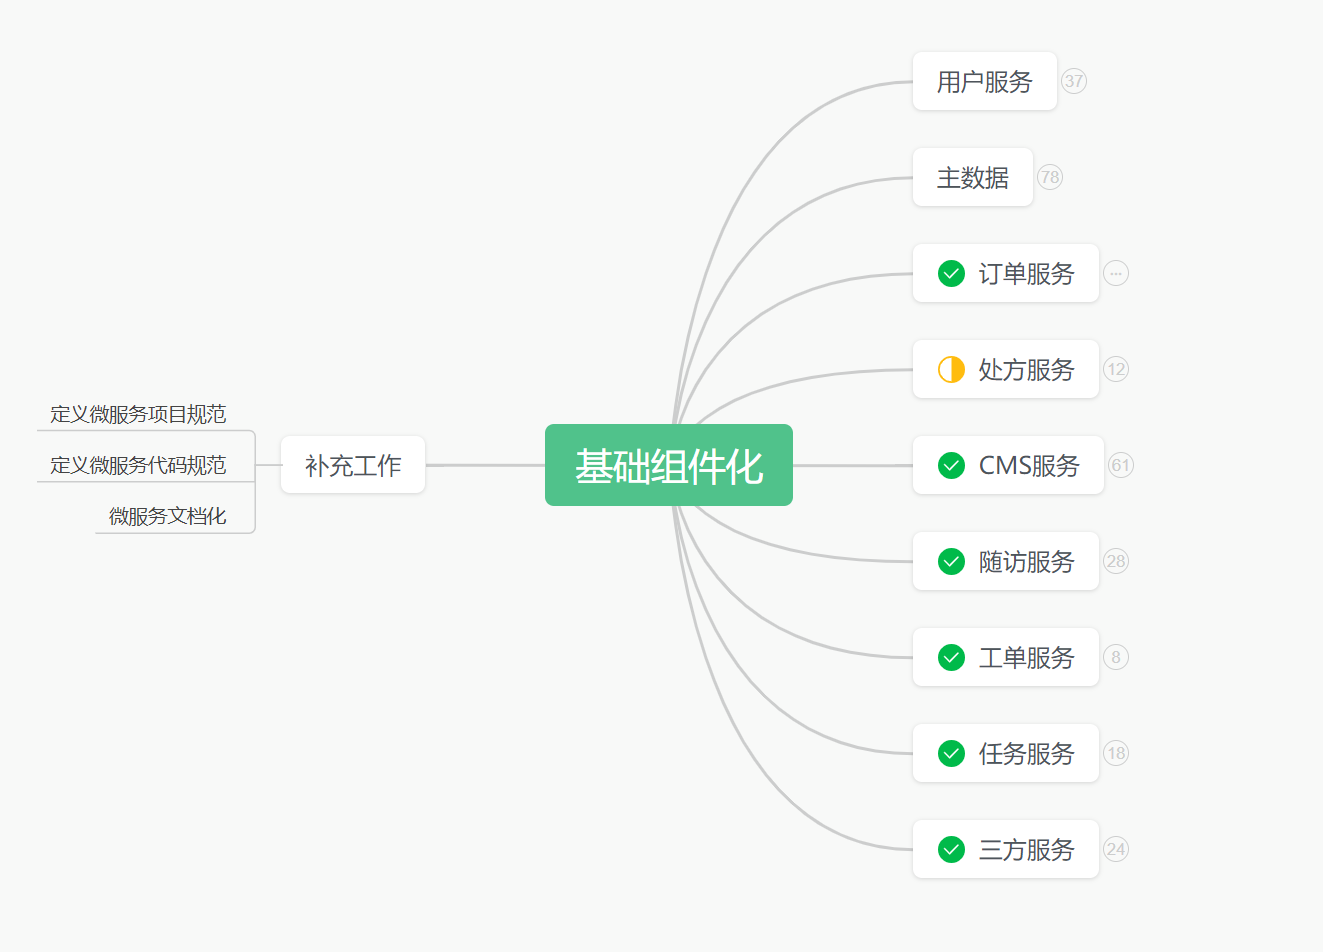 用户服务 37
主数据 78
订单服务 ...
处方服务 12
定义微服务项目规范
定义微服务代码规范
微服务文档化
补充工作
基础组件化
CMS服务 61
随访服务 28
工单服务 8
任务服务 18
三方服务 24